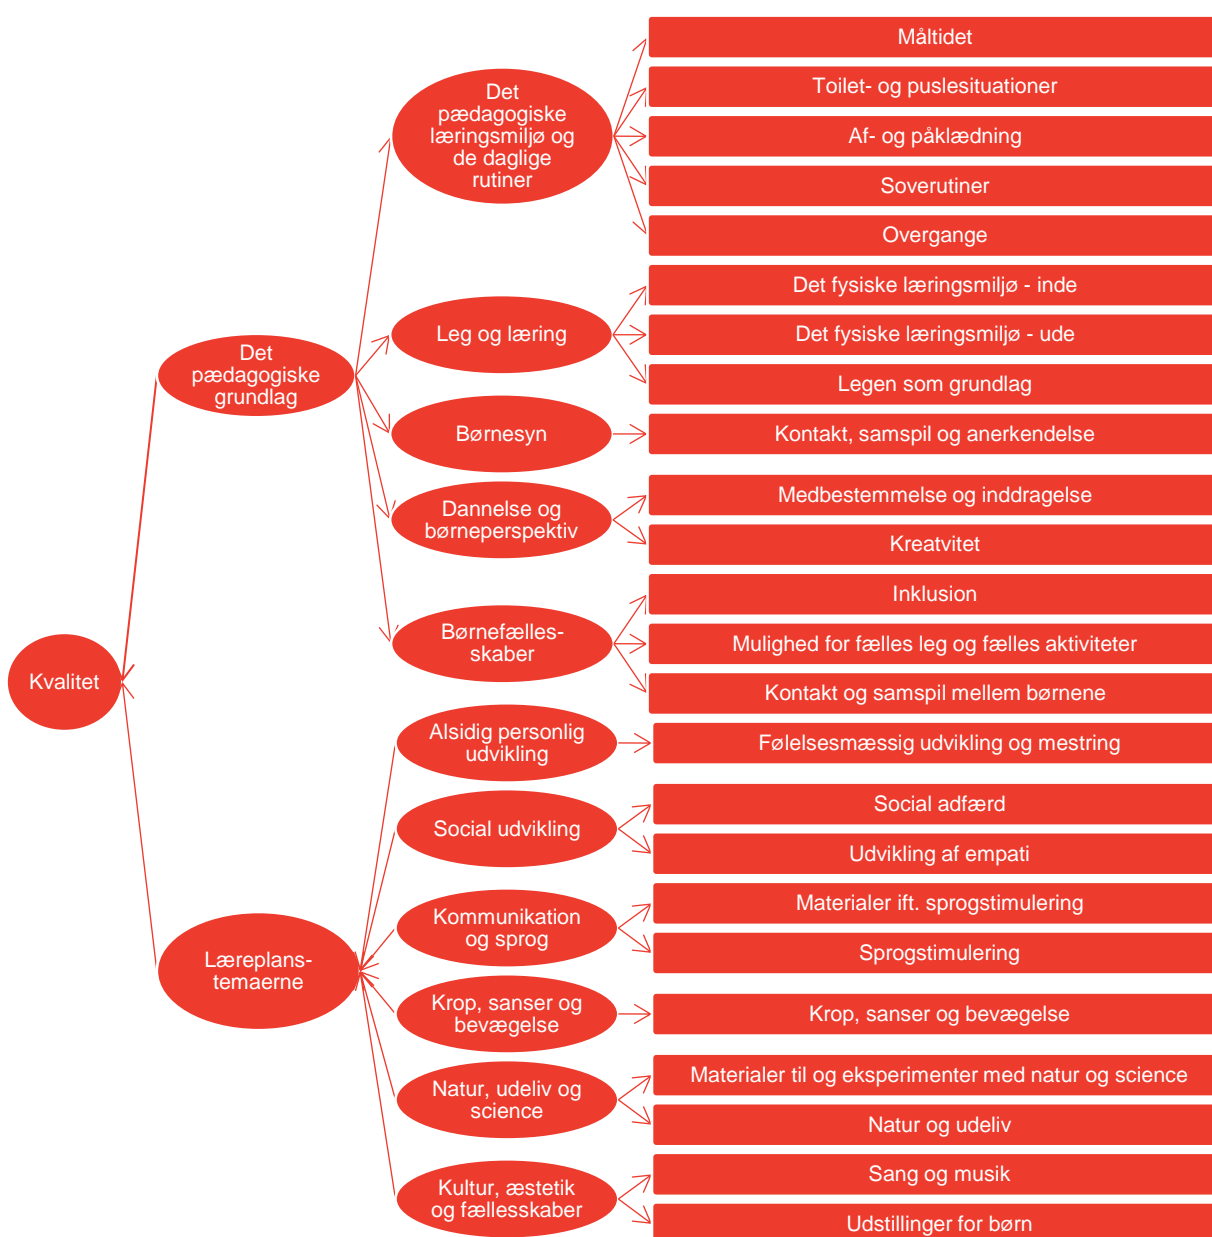 Kvalitet
Det
pædagogiske
grundlag
Det
pædagogiske
læringsmiljø og
de daglige
rutiner
Måltidet
Toilet- og puslesituationer
Af- og påklædning
Soverutiner
Overgange
Leg og læring
Det fysiske læringsmiljø - inde
Det fysiske læringsmiljø - ude
Legen som grundlag
Børnesyn
Kontakt, samspil og anerkendelse
Dannelse og
børneperspektiv
Medbestemmelse og inddragelse
Kreatvitet
Børnefælles-
skaber
Inklusion
Mulighed for fælles leg og fælles aktiviteter
Kontakt og samspil mellem børnene
Læreplans-
temaerne
Alsidig personlig
udvikling
Følelsesmæssig udvikling og mestring
Social udvikling
Social adfærd
Udvikling af empati
Kommunikation
og sprog
Materialer ift. sprogstimulering
Sprogstimulering
Krop, sanser og
bevægelse
Krop, sanser og bevægelse
Natur, udeliv og
science
Materialer til og eksperimenter med natur og science
Natur og udeliv
Kultur, æstetik
og fællesskaber
Sang og musik
Udstillinger for børn